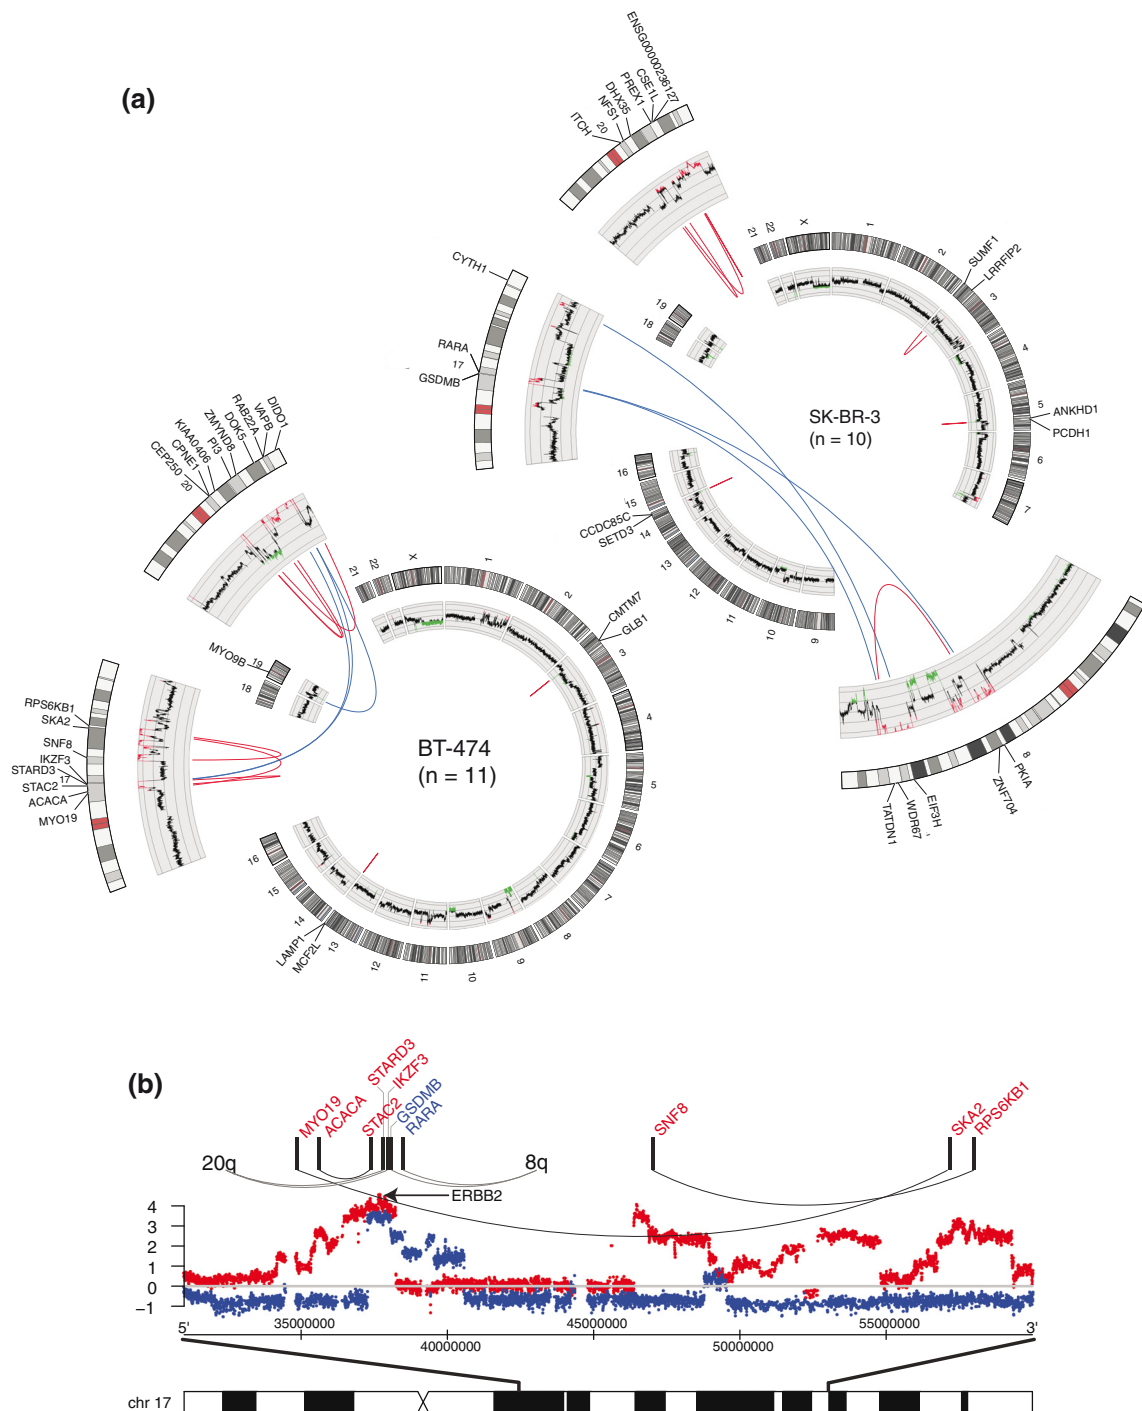 (a)
ENSG00000236127
CSE1L
PREX1
DHX35
NFS1
ITCH
20
CYTH1
RARA
17
GSDMB
19
18
21
22
X
1
2
SUMF1
LRRFIP2
3
4
5
ANKHD1
PCDH1
6
7
SK-BR-3
(n = 10)
16
15
CCDC85C
SETD3
14
13
12
11
10
9
8
PKIA
ZNF704
EIF3H
WDR67
TATDN1
DIDO1
VAPB
RAB22A
DOK5
ZMYND8
PI3
KIAA0406
CPNE1
CEP250
20
MYO9B
19
18
RPS6KB1
SKA2
SNF8
IKZF3
STARD3
17
STAC2
ACACA
MYO19
21
22
X
1
2
CMTM7
GLB1
3
4
5
6
7
8
9
10
11
12
13
14
15
16
LAMP1
MCF2L
BT-474
(n = 11)
(b)
STARD3
IKZF3
GSDMB
RARA
MYO19
ACACA
STAC2
SNF8
SKA2
RPS6KB1
20q
8q
ERBB2
4
3
2
1
0
−1
5'
35000000
40000000
45000000
50000000
55000000
3'
chr 17